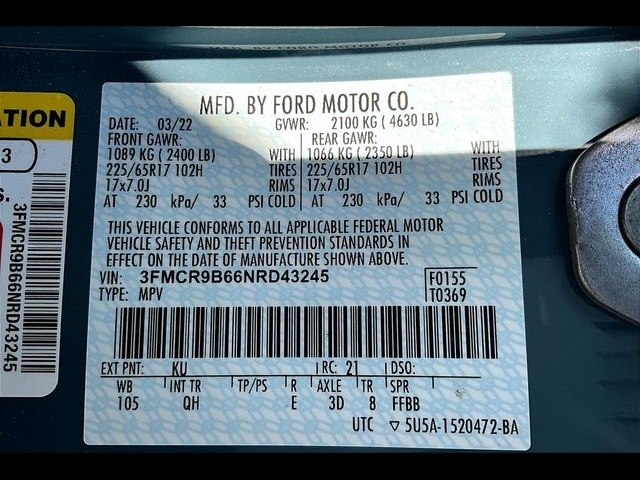 MFD. BY FORD MOTOR CO.
DATE: 03/22 GVWR: 2100 KG ( 4630 LB)
FRONT GAWR: REAR GAWR:
1089 KG ( 2400 LB) WITH 1066 KG ( 2350 LB) WITH
225/65R17 102H TIRES 225/65R17 102H TIRES
17x7.0J RIMS 17x7.0J RIMS
AT 230 kPa/ 33 PSI COLD AT 230 kPa/ 33 PSI COLD
THIS VEHICLE CONFORMS TO ALL APPLICABLE FEDERAL MOTOR
VEHICLE SAFETY AND THEFT PREVENTION STANDARDS IN
EFFECT ON THE DATE OF MANUFACTURE SHOWN ABOVE.
VIN: 3FMCR9B66NRD43245 F0155
TYPE: MPV T0369
EXT PNT: KU RC: 21 DSO:
WB INT TR TP/PS R AXLE TR SPR
105 QH E 3D 8 FFBB
UTC ▽ 5U5A-1520472-BA
ATION
3
S.
3FMCR9B66NRD43245
MFD. BY FORD MOTOR CO.